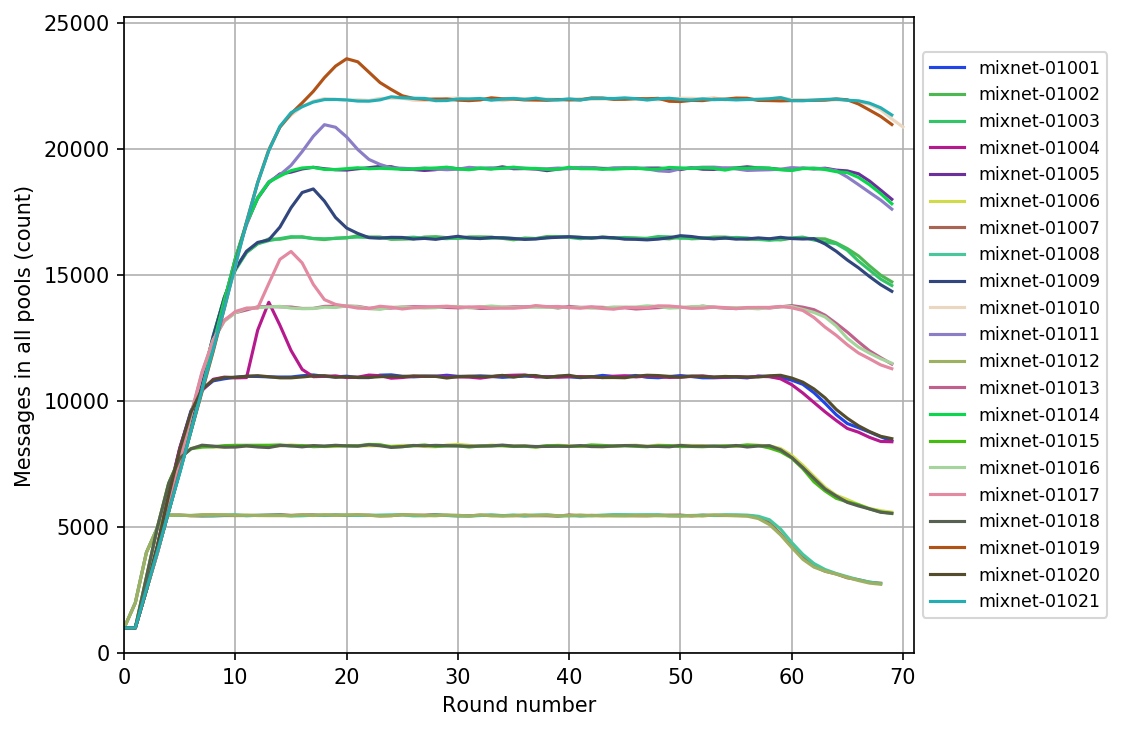 25000
20000
15000
10000
5000
0
Messages in all pools (count)
0 10 20 30 40 50 60 70
Round number
mixnet-01001
mixnet-01002
mixnet-01003
mixnet-01004
mixnet-01005
mixnet-01006
mixnet-01007
mixnet-01008
mixnet-01009
mixnet-01010
mixnet-01011
mixnet-01012
mixnet-01013
mixnet-01014
mixnet-01015
mixnet-01016
mixnet-01017
mixnet-01018
mixnet-01019
mixnet-01020
mixnet-01021